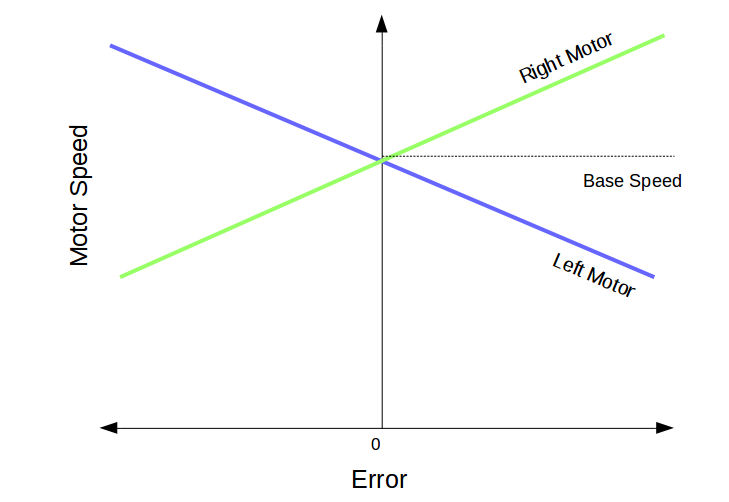 Right Motor
Motor Speed
Base Speed
Left Motor
0
Error